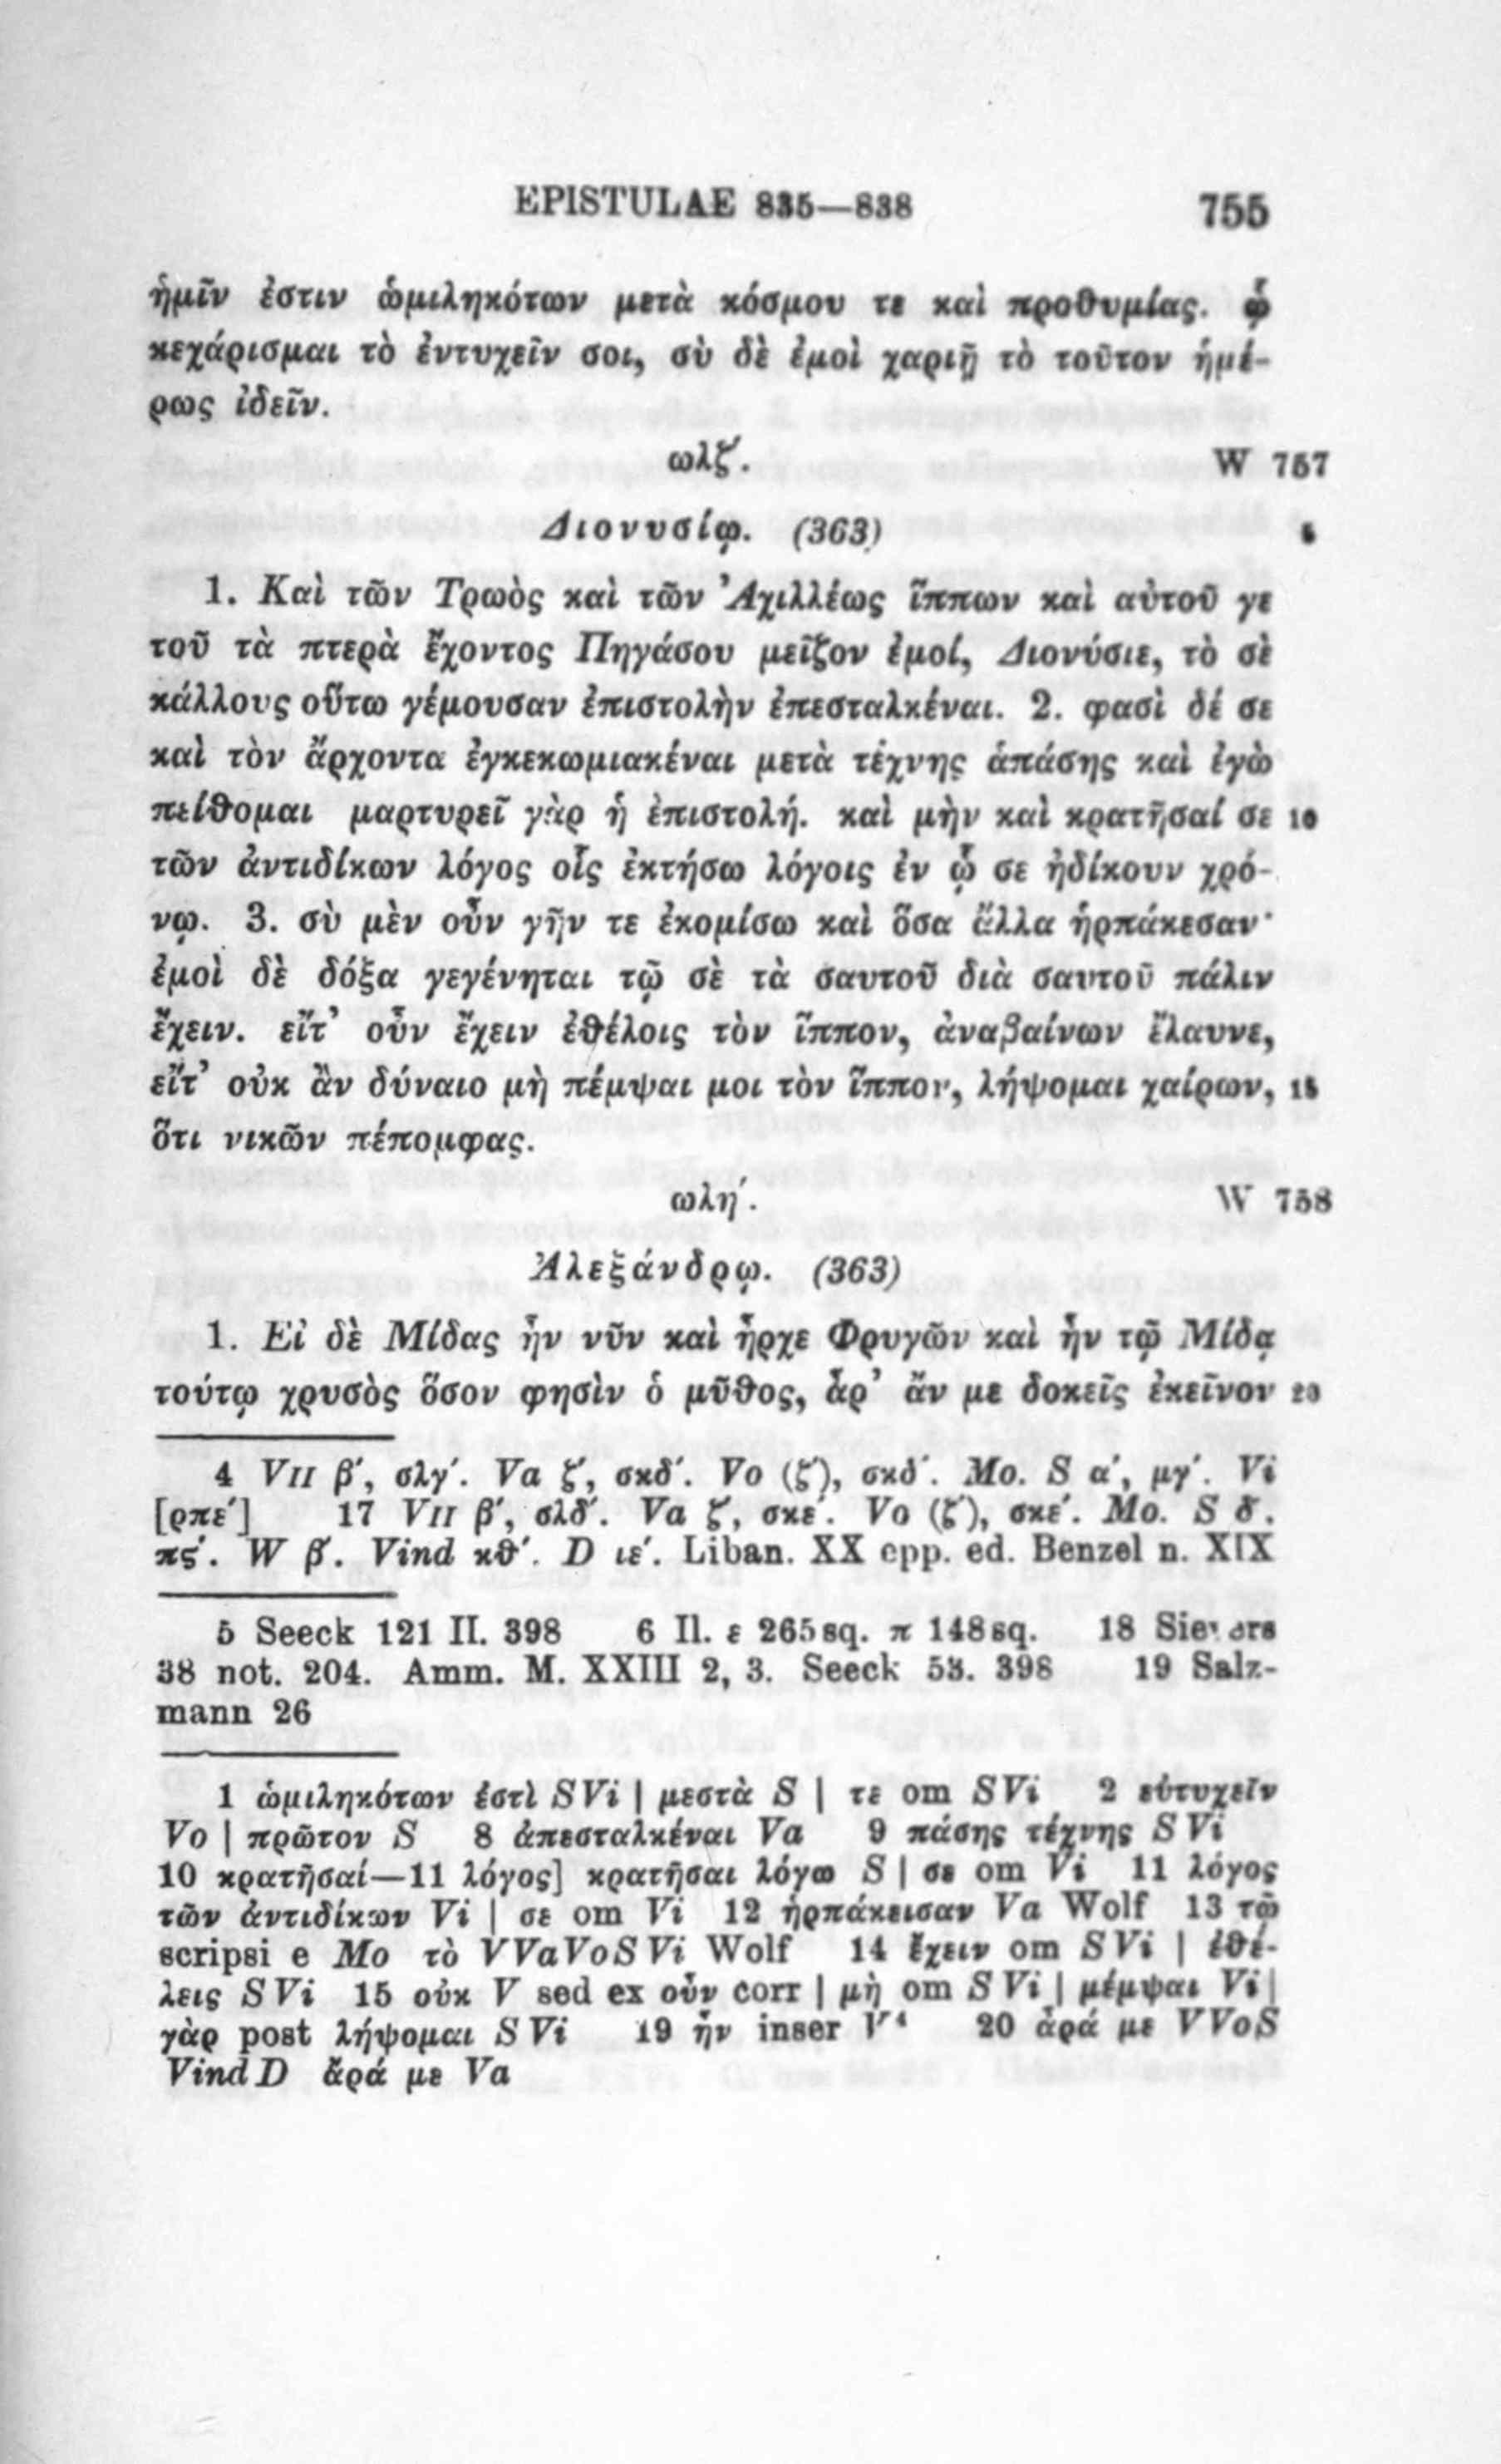 EPISTULAE 835—838 755
ἡμῖν ἐστιν ὡμιληκότων μετὰ κόσμου τε καὶ προθυμίας. ᾧ
κεχάρισμαι τὸ ἐντυχεῖν σοι, σὺ δὲ ἐμοὶ χαριῇ τὸ τοῦτον ἡμέ-
ρως ἰδεῖν.
ωλζ΄. W 757
Διονυσίῳ. (363) 5
1. Καὶ τῶν Τρωὸς καὶ τῶν Ἀχιλλέως ἵππων καὶ αὐτοῦ γε
τοῦ τὰ πτερὰ ἔχοντος Πηγάσου μεῖζον ἐμοί, Διονύσιε, τὸ σὲ
κάλλους οὕτω γέμουσαν ἐπιστολὴν ἐπεσταλκέναι. 2. φασὶ δέ σε
καὶ τὸν ἄρχοντα ἐγκεκωμιακέναι μετὰ τέχνης ἁπάσης καὶ ἐγὼ
πείθομαι μαρτυρεῖ γὰρ ἡ ἐπιστολή. καὶ μὴν καὶ κρατῆσαί σε 10
τῶν ἀντιδίκων λόγος οἷς ἐκτήσω λόγοις ἐν ᾧ σε ἠδίκουν χρό-
νῳ. 3. σὺ μὲν οὖν γῆν τε ἐκομίσω καὶ ὅσα ἄλλα ἡρπάκεσαν·
ἐμοὶ δὲ δόξα γεγένηται τῷ σὲ τὰ σαυτοῦ διὰ σαυτοῦ πάλιν
ἔχειν. εἴτ’ οὖν ἔχειν ἐθέλοις τὸν ἵππον, ἀναβαίνων ἔλαυνε,
εἴτ’ οὐκ ἂν δύναιο μὴ πέμψαι μοι τὸν ἵππον, λήψομαι χαίρων, 15
ὅτι νικῶν πέπομφας.
ωλη΄. W 758
Ἀλεξάνδρῳ. (363)
1. Εἰ δὲ Μίδας ἦν νῦν καὶ ἦρχε Φρυγῶν καὶ ἦν τῷ Μίδᾳ
τούτῳ χρυσὸς ὅσον φησὶν ὁ μῦθος, ἆρ’ ἄν με δοκεῖς ἐκεῖνον 20
4 VII β΄, σλγ΄. Va ζ΄, σκδ΄. Vo (ζ΄), σκδ΄. Mo. S α΄, μγ΄. Vi
[ρπε΄] 17 VII β΄, σλδ΄. Va ζ΄, σκε΄. Vo (ζ΄), σκε΄. Mo. S δ΄.
πς΄. W β΄. Vind κθ΄. D ιε΄. Liban. XX epp. ed. Benzel n. XIX
5 Seeck 121 II. 398 6 Il. ε 265sq. π 148sq. 18 Sievers
38 not. 204. Amm. M. XXIII 2, 3. Seeck 53. 398 19 Salz-
mann 26
1 ὡμιληκότων ἐστὶ S Vi | μεστὰ S | τε om S Vi 2 εὐτυχεῖν
Vo | πρῶτον S 8 ἀπεσταλκέναι Va 9 πάσης τέχνης S Vi
10 κρατῆσαί—11 λόγος] κρατῆσαι λόγω S | σε om Vi 11 λόγος
τῶν ἀντιδίκων Vi | σε om Vi 12 ἡρπάκεισαν Va Wolf 13 τῶ
scripsi e Mo τὸ V Va Vo S Vi Wolf 14 ἔχειν om S Vi | ἐθέ-
λεις S Vi 15 οὐκ V sed ex οὖν corr | μὴ om S Vi | μέμψαι Vi |
γὰρ post λήψομαι S Vi 19 ἦν inser V⁴ 20 ἀρά με V Vo S
Vind D ἄρά με Va